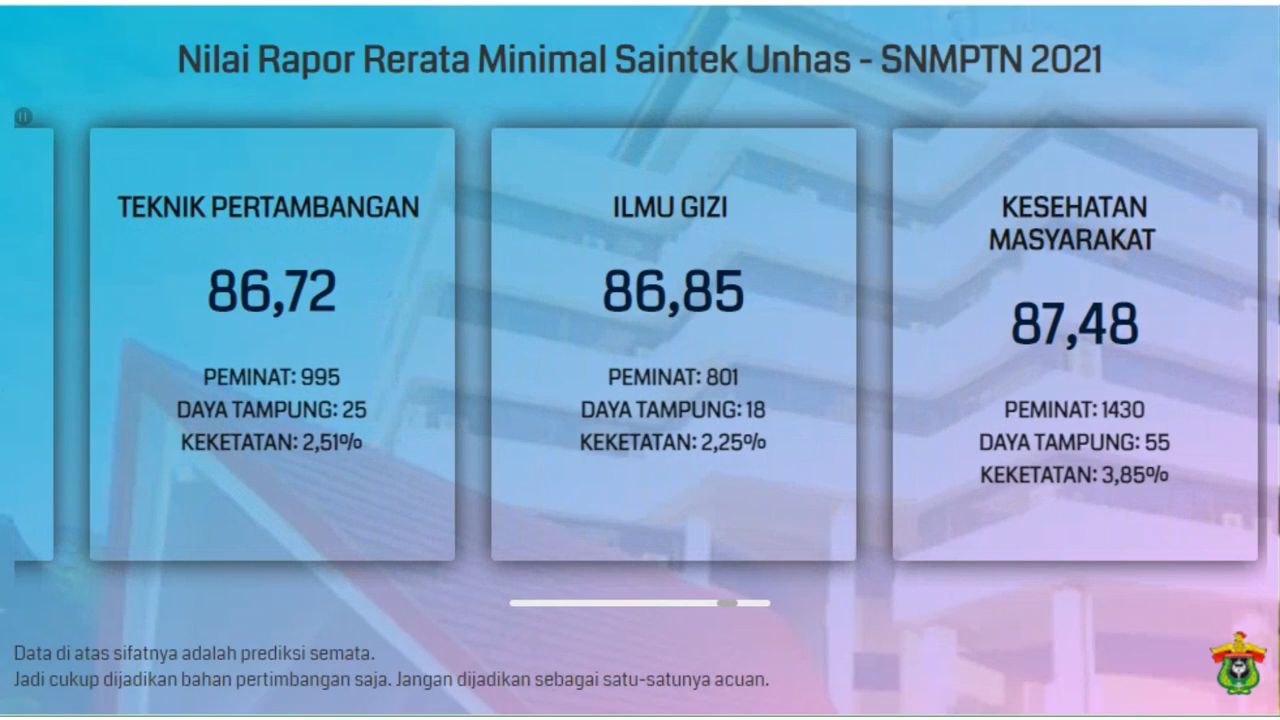 Nilai Rapor Rerata Minimal Saintek Unhas - SNMPTN 2021
TEKNIK PERTAMBANGAN
86,72
PEMINAT: 995
DAYA TAMPUNG: 25
KEKETATAN: 2,51%
ILMU GIZI
86,85
PEMINAT: 801
DAYA TAMPUNG: 18
KEKETATAN: 2,25%
KESEHATAN
MASYARAKAT
87,48
PEMINAT: 1430
DAYA TAMPUNG: 55
KEKETATAN: 3,85%
Data di atas sifatnya adalah prediksi semata.
Jadi cukup dijadikan bahan pertimbangan saja. Jangan dijadikan sebagai satu-satunya acuan.